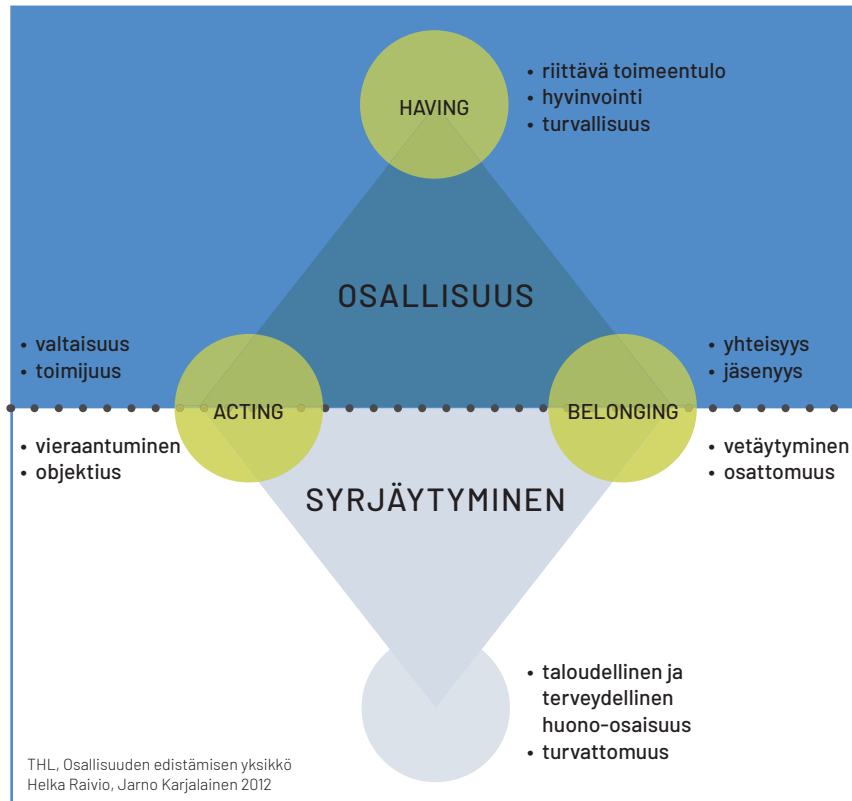 HAVING
• riittävä toimeentulo
• hyvinvointi
• turvallisuus
OSALLISUUS
• valtaisuus
• toimijuus
• yhteisyys
• jäsenyys
ACTING
BELONGING
• vieraantuminen
• objektius
• vetäytyminen
• osattomuus
SYRJÄYTYMINEN
• taloudellinen ja
terveydellinen
huono-osaisuus
• turvattomuus
THL, Osallisuuden edistämisen yksikkö
Helka Raivio, Jarno Karjalainen 2012